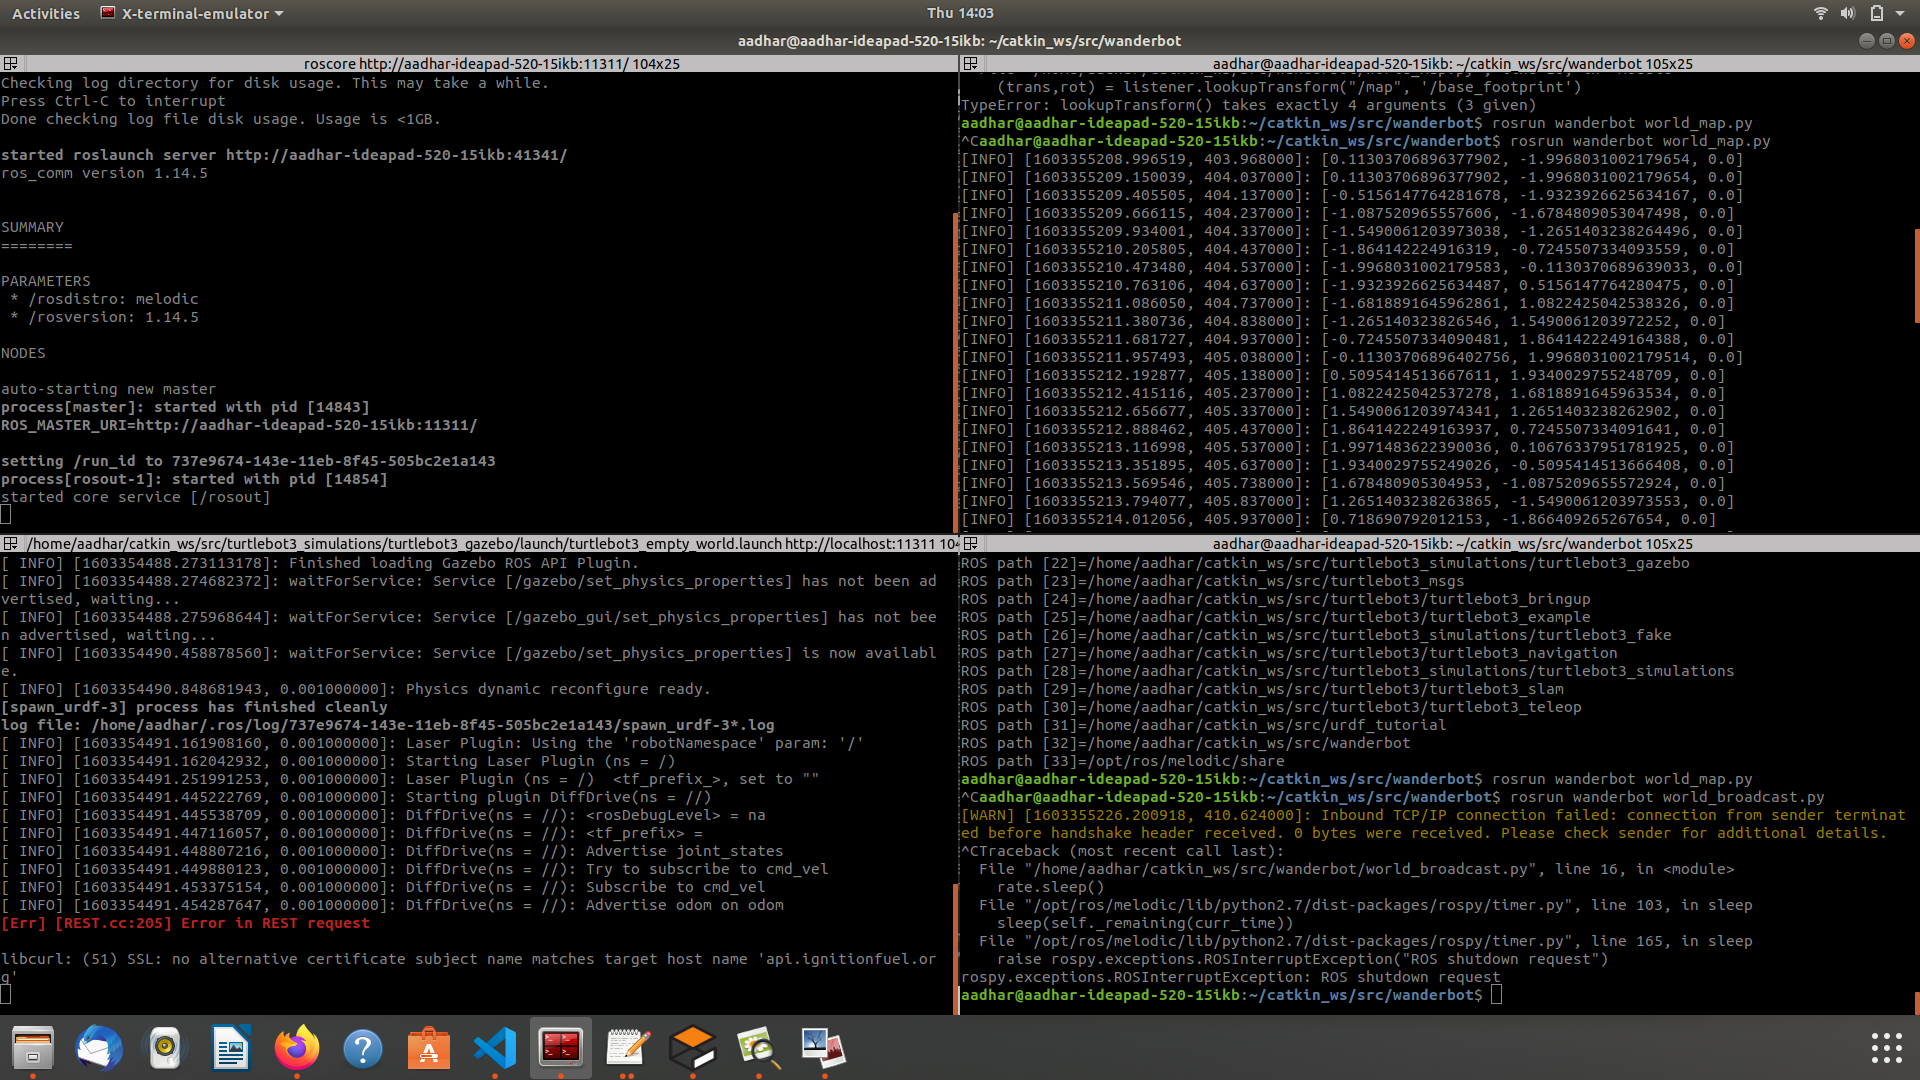 Activities
X-terminal-emulator
Thu 14:03
aadhar@aadhar-ideapad-520-15ikb: ~/catkin_ws/src/wanderbot
roscore http://aadhar-ideapad-520-15ikb:11311/ 104x25
Checking log directory for disk usage. This may take a while.
Press Ctrl-C to interrupt
Done checking log file disk usage. Usage is <1GB.
started roslaunch server http://aadhar-ideapad-520-15ikb:41341/
ros_comm version 1.14.5
SUMMARY
========
PARAMETERS
* /rosdistro: melodic
* /rosversion: 1.14.5
NODES
auto-starting new master
process[master]: started with pid [14843]
ROS_MASTER_URI=http://aadhar-ideapad-520-15ikb:11311/
setting /run_id to 737e9674-143e-11eb-8f45-505bc2e1a143
process[rosout-1]: started with pid [14854]
started core service [/rosout]
aadhar@aadhar-ideapad-520-15ikb: ~/catkin_ws/src/wanderbot 105x25
(trans,rot) = listener.lookupTransform("/map", '/base_footprint')
TypeError: lookupTransform() takes exactly 4 arguments (3 given)
aadhar@aadhar-ideapad-520-15ikb:~/catkin_ws/src/wanderbot$ rosrun wanderbot world_map.py
^Caadhar@aadhar-ideapad-520-15ikb:~/catkin_ws/src/wanderbot$ rosrun wanderbot world_map.py
[INFO] [1603355208.996519, 403.968000]: [0.11303706896377902, -1.9968031002179654, 0.0]
[INFO] [1603355209.150039, 404.037000]: [0.11303706896377902, -1.9968031002179654, 0.0]
[INFO] [1603355209.405505, 404.137000]: [-0.5156147764281678, -1.9323926625634167, 0.0]
[INFO] [1603355209.666115, 404.237000]: [-1.087520965557606, -1.6784809053047498, 0.0]
[INFO] [1603355209.934001, 404.337000]: [-1.5490061203973038, -1.2651403238264496, 0.0]
[INFO] [1603355210.205805, 404.437000]: [-1.864142224916319, -0.7245507334093559, 0.0]
[INFO] [1603355210.473480, 404.537000]: [-1.9968031002179583, -0.1130370689639033, 0.0]
[INFO] [1603355210.763106, 404.637000]: [-1.9323926625634487, 0.5156147764280475, 0.0]
[INFO] [1603355211.086050, 404.737000]: [-1.6818891645962861, 1.0822425042538326, 0.0]
[INFO] [1603355211.380736, 404.838000]: [-1.265140323826546, 1.5490061203972252, 0.0]
[INFO] [1603355211.681727, 404.937000]: [-0.7245507334090481, 1.8641422249164388, 0.0]
[INFO] [1603355211.957493, 405.038000]: [-0.11303706896402756, 1.9968031002179514, 0.0]
[INFO] [1603355212.192877, 405.138000]: [0.5095414513667611, 1.9340029755248709, 0.0]
[INFO] [1603355212.415116, 405.237000]: [1.0822425042537278, 1.6818891645963534, 0.0]
[INFO] [1603355212.656677, 405.337000]: [1.5490061203974341, 1.2651403238262902, 0.0]
[INFO] [1603355212.888462, 405.437000]: [1.8641422249163937, 0.7245507334091641, 0.0]
[INFO] [1603355213.116998, 405.537000]: [1.9971483622390036, 0.10676337951781925, 0.0]
[INFO] [1603355213.351895, 405.637000]: [1.9340029755249026, -0.5095414513666408, 0.0]
[INFO] [1603355213.569546, 405.738000]: [1.678480905304953, -1.0875209655572924, 0.0]
[INFO] [1603355213.794077, 405.837000]: [1.2651403238263865, -1.5490061203973553, 0.0]
[INFO] [1603355214.012056, 405.937000]: [0.718690792012153, -1.866409265267654, 0.0]
/home/aadhar/catkin_ws/src/turtlebot3_simulations/turtlebot3_gazebo/launch/turtlebot3_empty_world.launch http://localhost:11311 104
[ INFO] [1603354488.273113178]: Finished loading Gazebo ROS API Plugin.
[ INFO] [1603354488.274682372]: waitForService: Service [/gazebo/set_physics_properties] has not been ad
vertised, waiting...
[ INFO] [1603354488.275968644]: waitForService: Service [/gazebo_gui/set_physics_properties] has not bee
n advertised, waiting...
[ INFO] [1603354490.458878560]: waitForService: Service [/gazebo/set_physics_properties] is now availabl
e.
[ INFO] [1603354490.848681943, 0.001000000]: Physics dynamic reconfigure ready.
[spawn_urdf-3] process has finished cleanly
log file: /home/aadhar/.ros/log/737e9674-143e-11eb-8f45-505bc2e1a143/spawn_urdf-3*.log
[ INFO] [1603354491.161908160, 0.001000000]: Laser Plugin: Using the 'robotNamespace' param: '/'
[ INFO] [1603354491.162042932, 0.001000000]: Starting Laser Plugin (ns = /)
[ INFO] [1603354491.251991253, 0.001000000]: Laser Plugin (ns = /)  <tf_prefix_>, set to ""
[ INFO] [1603354491.445222769, 0.001000000]: Starting plugin DiffDrive(ns = //)
[ INFO] [1603354491.445538709, 0.001000000]: DiffDrive(ns = //): <rosDebugLevel> = na
[ INFO] [1603354491.447116057, 0.001000000]: DiffDrive(ns = //): <tf_prefix> =
[ INFO] [1603354491.448807216, 0.001000000]: DiffDrive(ns = //): Advertise joint_states
[ INFO] [1603354491.449880123, 0.001000000]: DiffDrive(ns = //): Try to subscribe to cmd_vel
[ INFO] [1603354491.453375154, 0.001000000]: DiffDrive(ns = //): Subscribe to cmd_vel
[ INFO] [1603354491.454287647, 0.001000000]: DiffDrive(ns = //): Advertise odom on odom
[Err] [REST.cc:205] Error in REST request
libcurl: (51) SSL: no alternative certificate subject name matches target host name 'api.ignitionfuel.or
g'
aadhar@aadhar-ideapad-520-15ikb: ~/catkin_ws/src/wanderbot 105x25
ROS path [22]=/home/aadhar/catkin_ws/src/turtlebot3_simulations/turtlebot3_gazebo
ROS path [23]=/home/aadhar/catkin_ws/src/turtlebot3_msgs
ROS path [24]=/home/aadhar/catkin_ws/src/turtlebot3/turtlebot3_bringup
ROS path [25]=/home/aadhar/catkin_ws/src/turtlebot3/turtlebot3_example
ROS path [26]=/home/aadhar/catkin_ws/src/turtlebot3_simulations/turtlebot3_fake
ROS path [27]=/home/aadhar/catkin_ws/src/turtlebot3/turtlebot3_navigation
ROS path [28]=/home/aadhar/catkin_ws/src/turtlebot3_simulations/turtlebot3_simulations
ROS path [29]=/home/aadhar/catkin_ws/src/turtlebot3/turtlebot3_slam
ROS path [30]=/home/aadhar/catkin_ws/src/turtlebot3/turtlebot3_teleop
ROS path [31]=/home/aadhar/catkin_ws/src/urdf_tutorial
ROS path [32]=/home/aadhar/catkin_ws/src/wanderbot
ROS path [33]=/opt/ros/melodic/share
aadhar@aadhar-ideapad-520-15ikb:~/catkin_ws/src/wanderbot$ rosrun wanderbot world_map.py
^Caadhar@aadhar-ideapad-520-15ikb:~/catkin_ws/src/wanderbot$ rosrun wanderbot world_broadcast.py
[WARN] [1603355226.200918, 410.624000]: Inbound TCP/IP connection failed: connection from sender terminat
ed before handshake header received. 0 bytes were received. Please check sender for additional details.
^CTraceback (most recent call last):
File "/home/aadhar/catkin_ws/src/wanderbot/world_broadcast.py", line 16, in <module>
rate.sleep()
File "/opt/ros/melodic/lib/python2.7/dist-packages/rospy/timer.py", line 103, in sleep
sleep(self._remaining(curr_time))
File "/opt/ros/melodic/lib/python2.7/dist-packages/rospy/timer.py", line 165, in sleep
raise rospy.exceptions.ROSInterruptException("ROS shutdown request")
rospy.exceptions.ROSInterruptException: ROS shutdown request
aadhar@aadhar-ideapad-520-15ikb:~/catkin_ws/src/wanderbot$